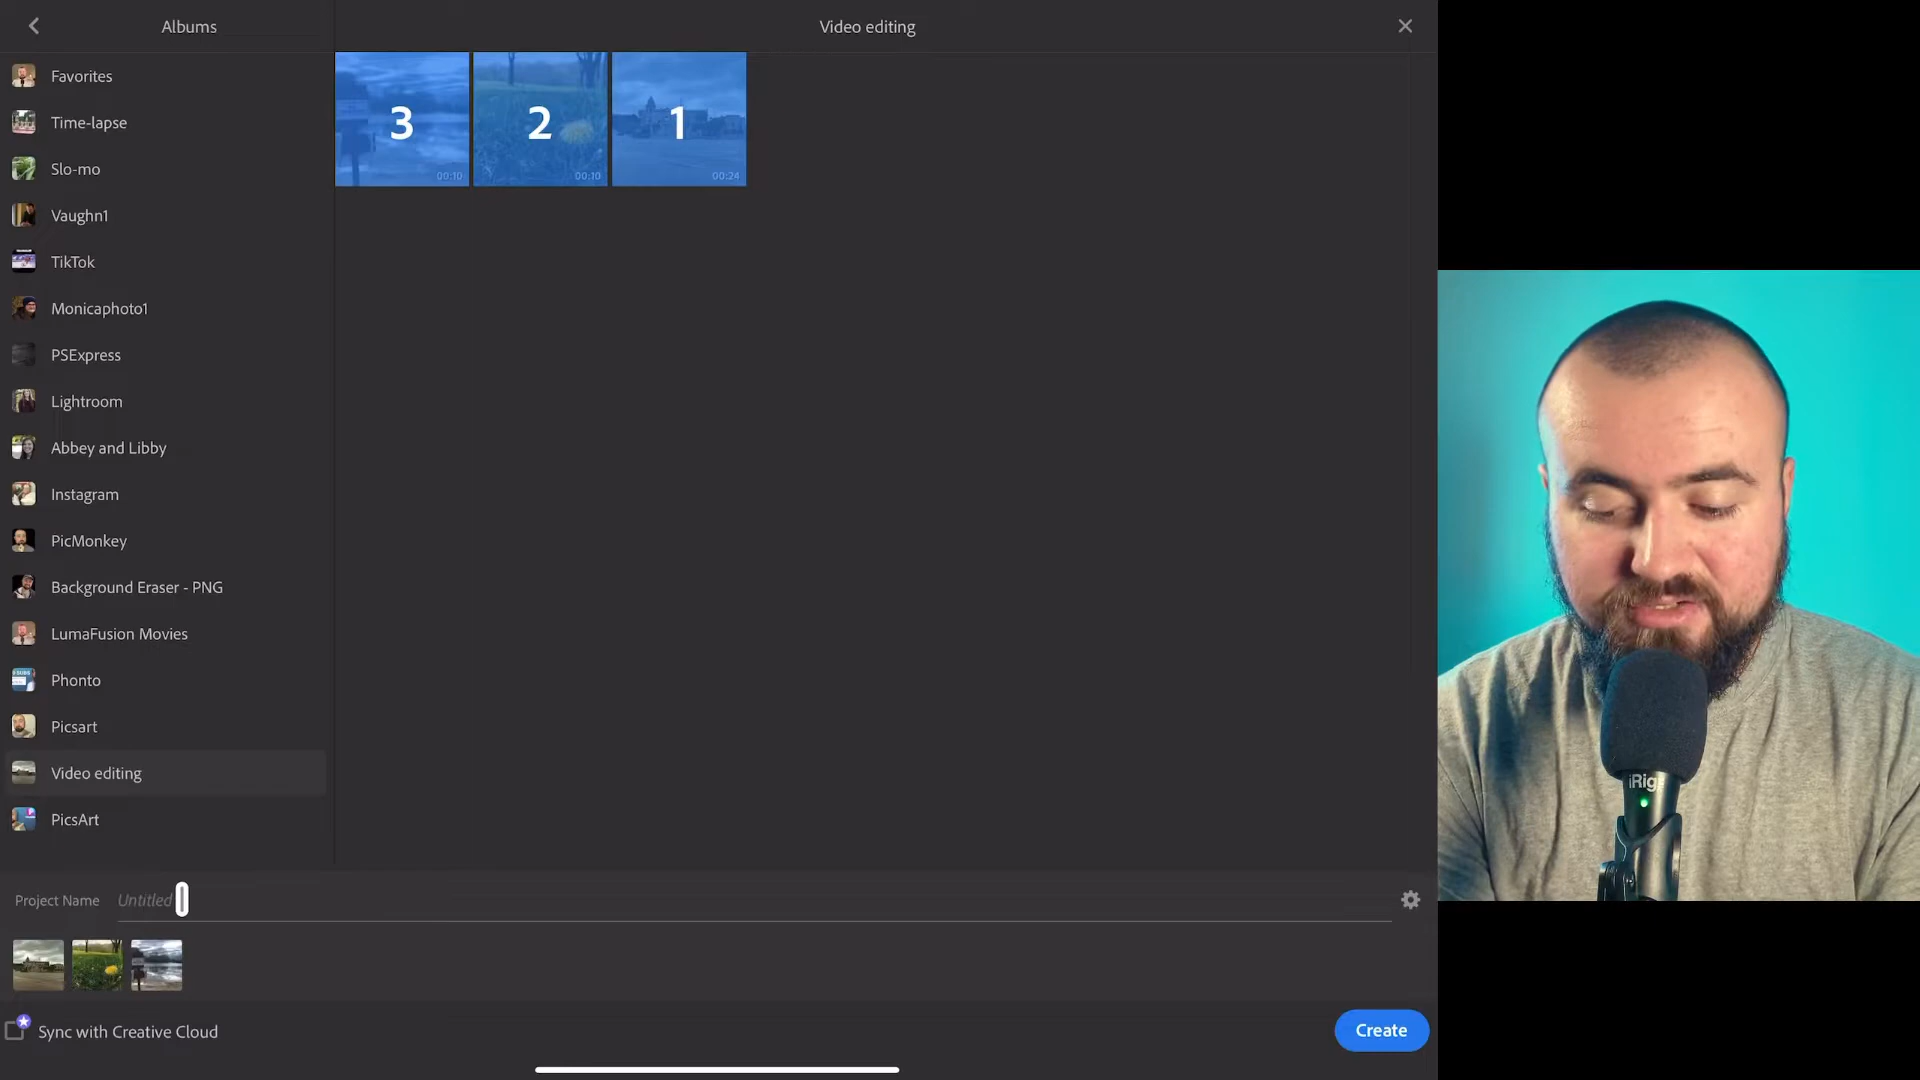 Albums
Video editing
Favorites
Time-lapse
Slo-mo
Vaughn1
TikTok
Monicaphoto1
PSExpress
Lightroom
Abbey and Libby
Instagram
PicMonkey
Background Eraser - PNG
LumaFusion Movies
Phonto
Picsart
Video editing
PicsArt
3
00:10
2
00:10
1
00:24
Project Name
Untitled
Sync with Creative Cloud
Create
iRig